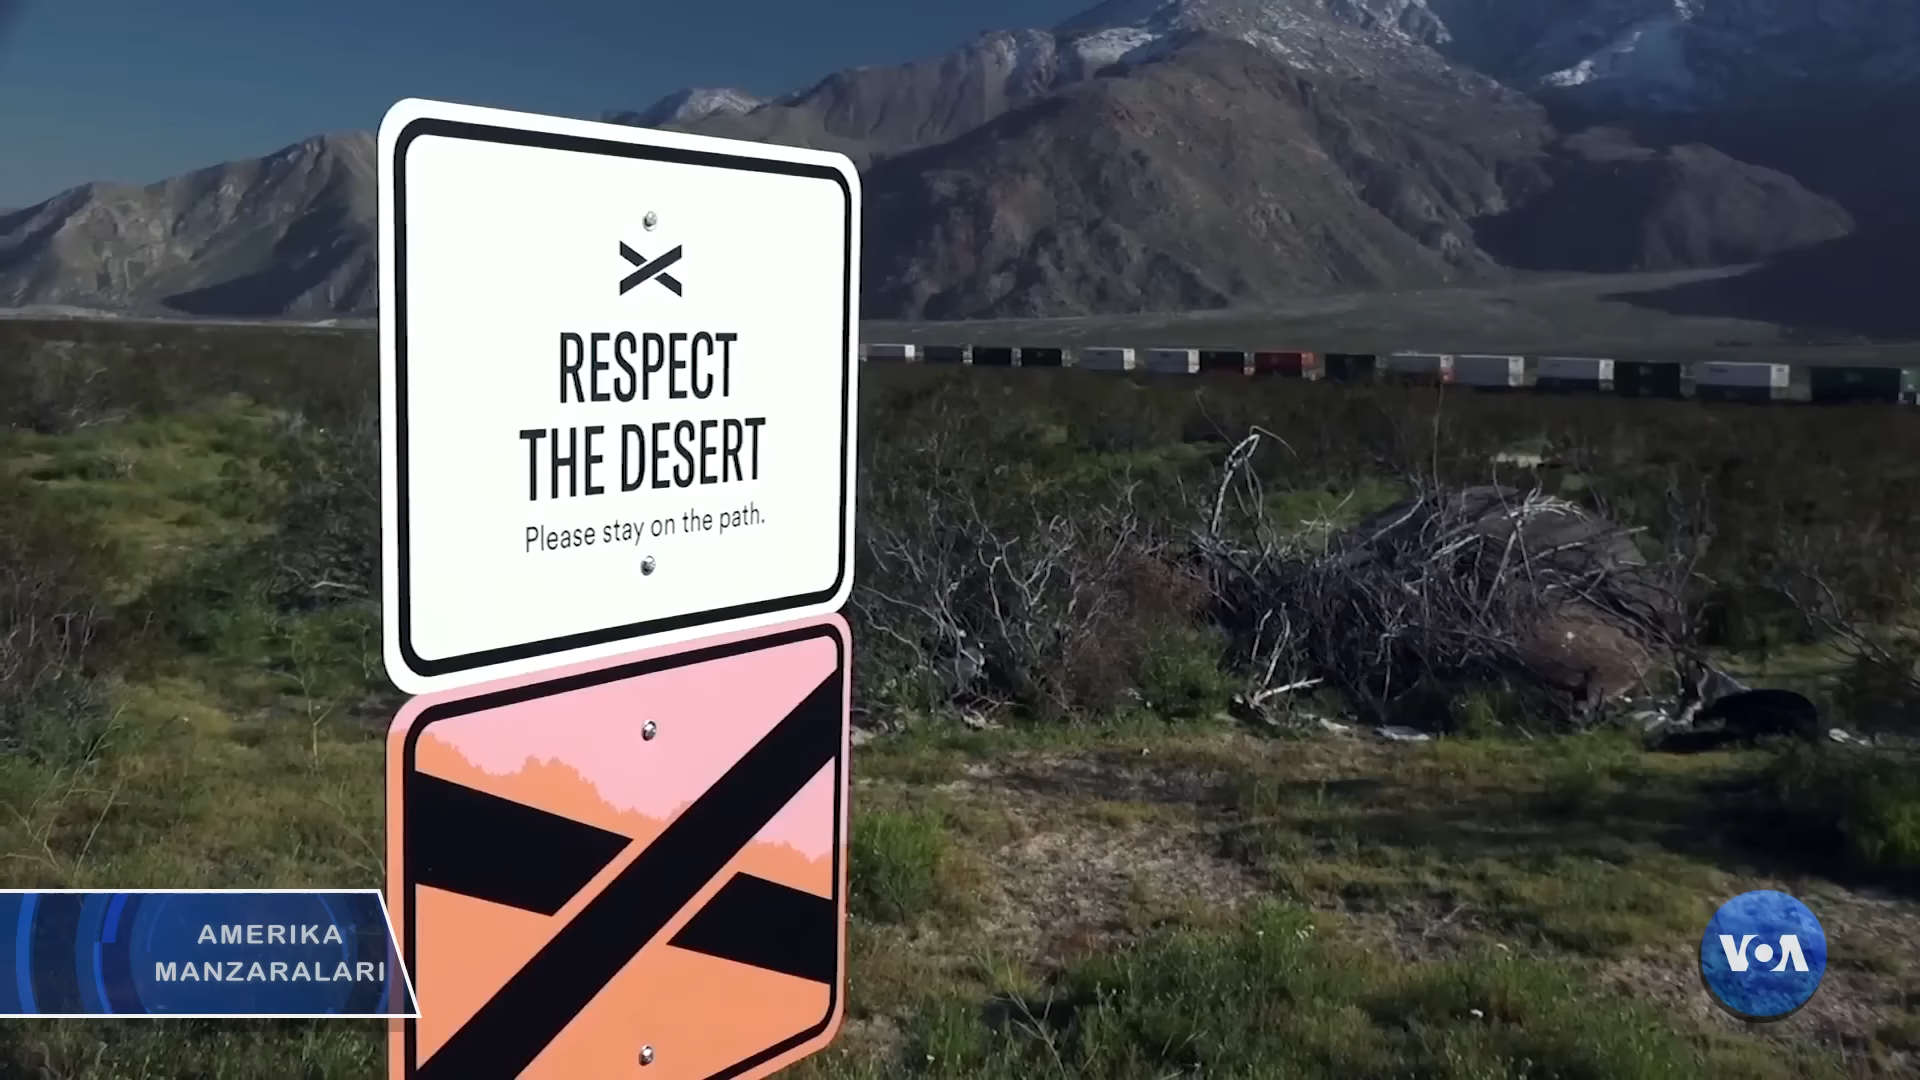 RESPECT
THE DESERT
Please stay on the path.
AMERIKA
MANZARALARI
VOA